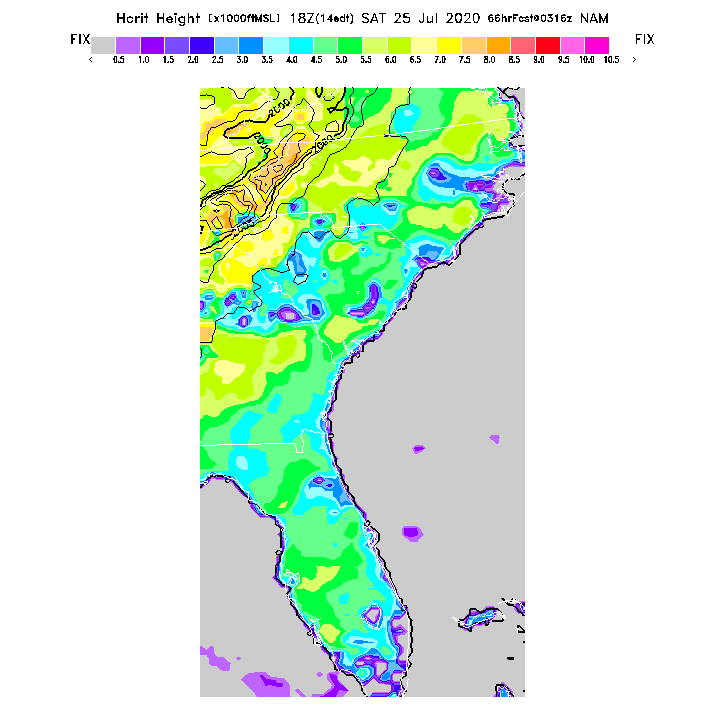 Hcrit Height [x1000ftMSL] 18Z(14edt) SAT 25 Jul 2020 66hrFcst@0316z NAM
FIX FIX
< 0.5 1.0 1.5 2.0 2.5 3.0 3.5 4.0 4.5 5.0 5.5 6.0 6.5 7.0 7.5 8.0 8.5 9.0 9.5 10.0 10.5 >
2000
2000